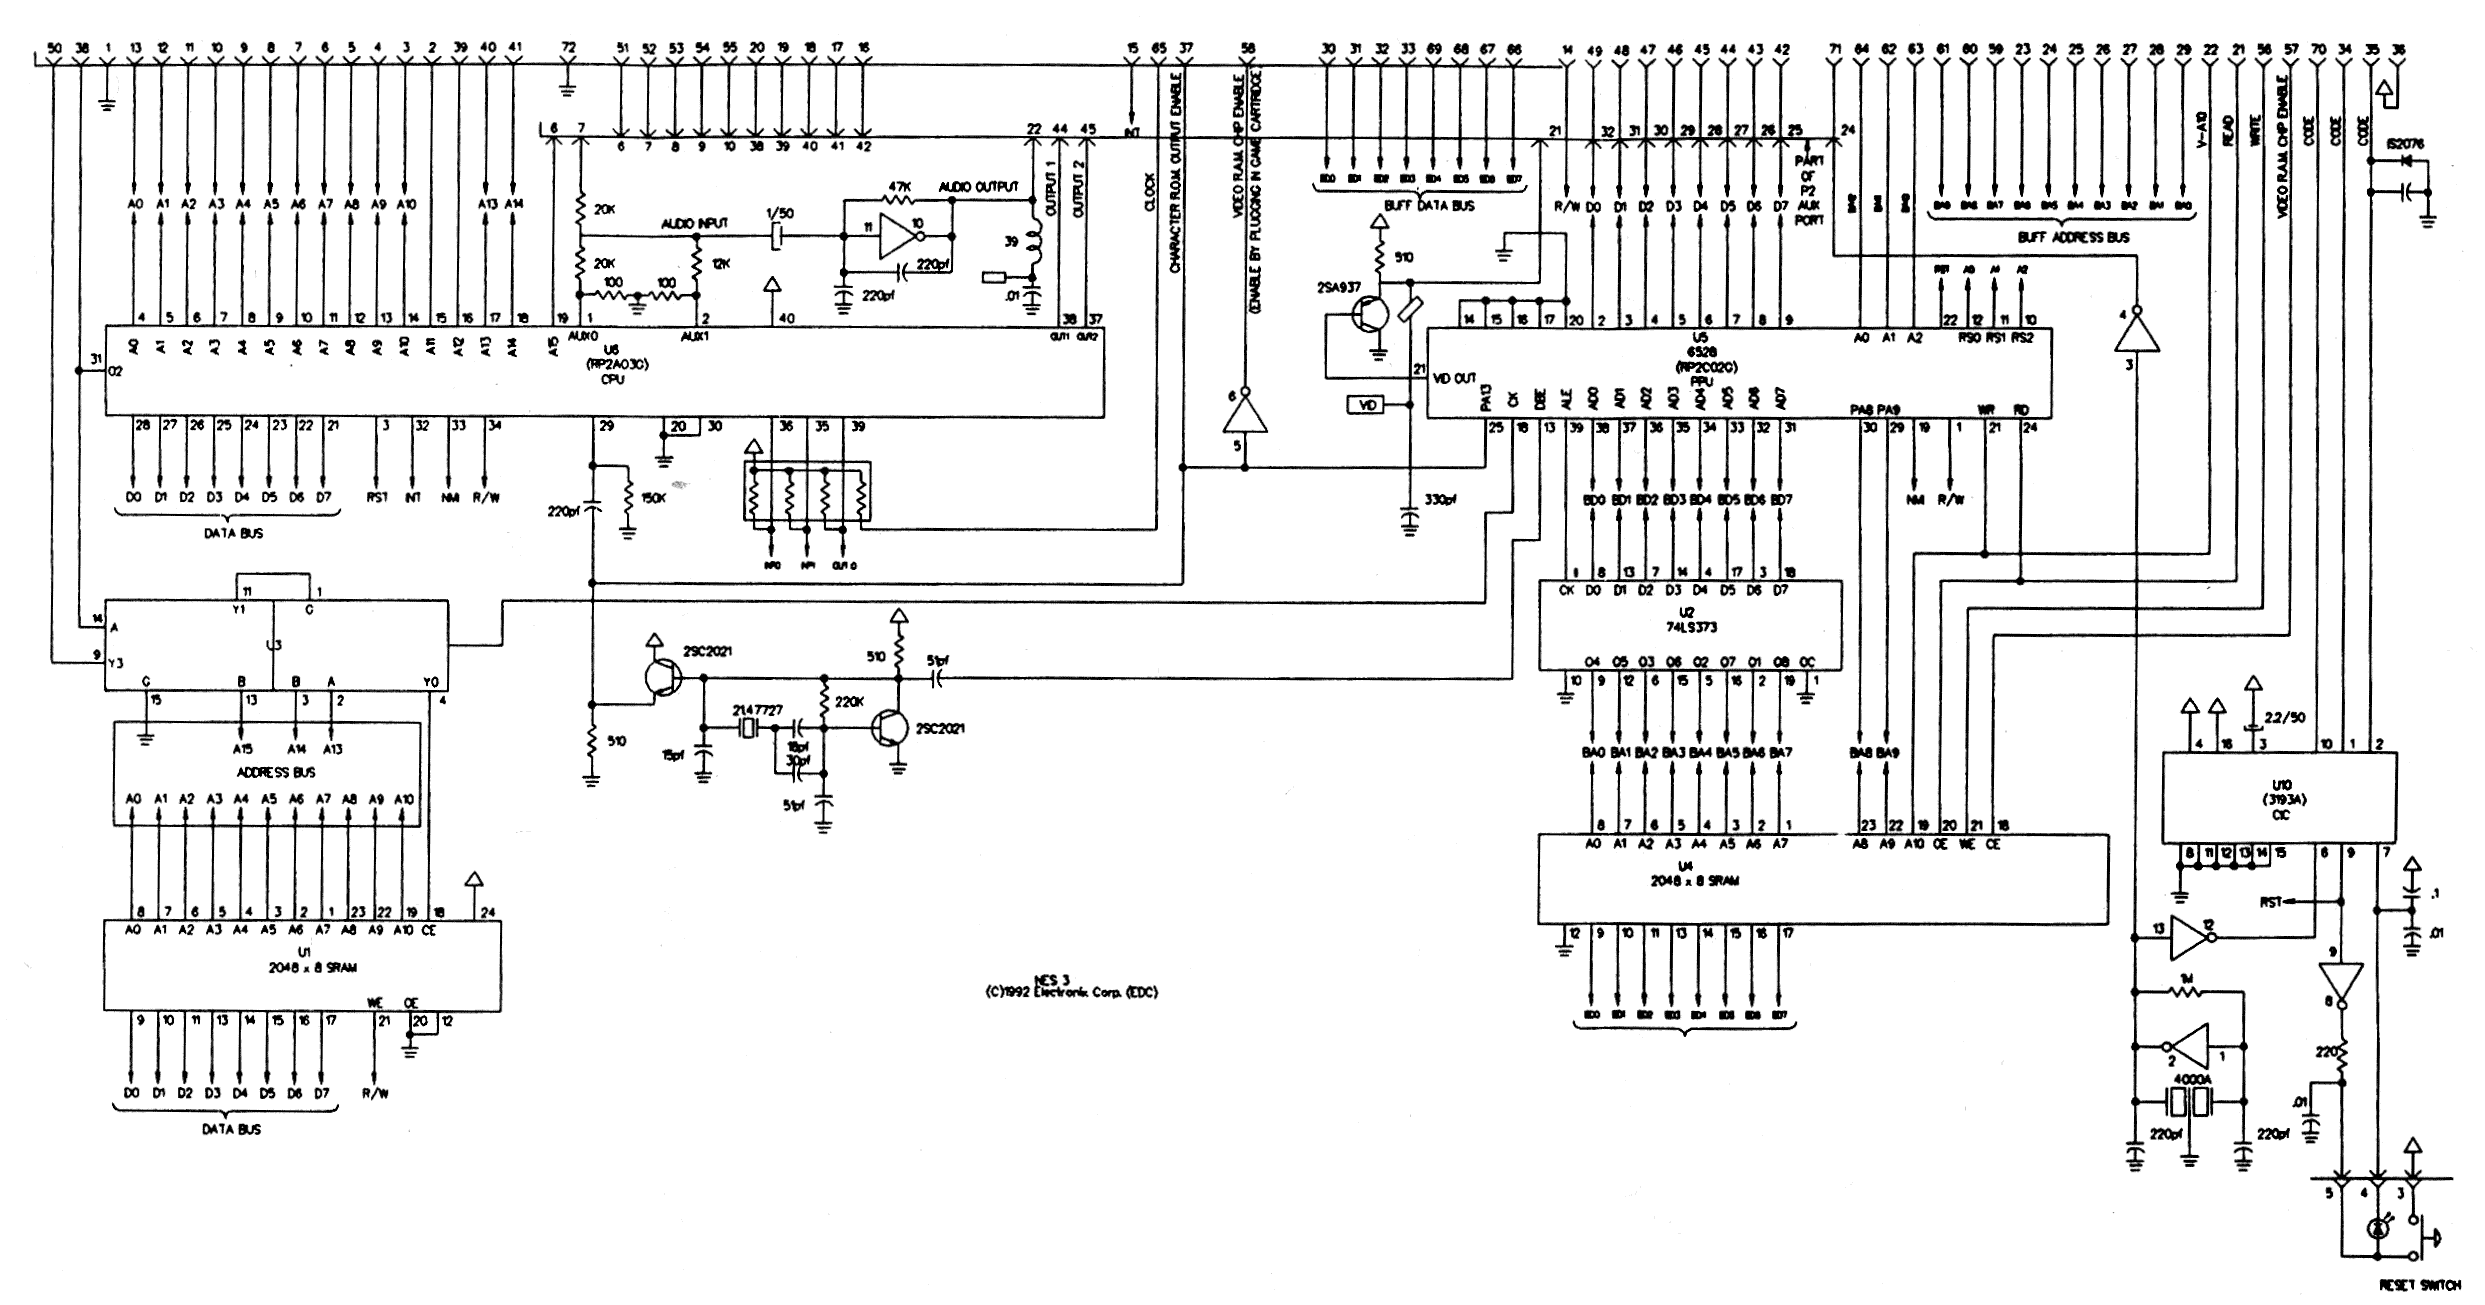 50 38 1 13 12 11 10 9 8 7 6 5 4 3 2 39 40 41 72 51 52 53 54 55 20 19 18 17 16 15 65 37 58 30 31 32 33 69 68 67 66 14 49 48 47 46 45 44 43 42 71 64 62 63 61 60 59 23 24 25 26 27 28 29 22 21 56 57 70 34 35 36
6 7 6 7 8 9 10 38 39 40 41 42 22 44 45 INT 21 32 31 30 29 28 27 26 25 24
CLOCK
CHARACTER R.O.M. OUTPUT ENABLE
VIDEO R.A.M. CHIP ENABLE
(ENABLE BY PLUGGING IN GAME CARTRIDGE)
V-A10
READ
WRITE
VIDEO R.A.M. CHIP ENABLE
CODE
CODE
CODE
1S2076
PART
OF
P2
AUX
PORT
BD0 BD1 BD2 BD3 BD4 BD5 BD6 BD7
BUFF DATA BUS
R/W D0 D1 D2 D3 D4 D5 D6 D7
BUFF ADDRESS BUS
A0 A1 A2 A3 A4 A5 A6 A7 A8 A9 A10 A13 A14
20K
AUDIO INPUT
1/50
47K
AUDIO OUTPUT
11
10
OUTPUT 1
OUTPUT 2
39
20K
12K
220pf
100
100
220pf
.01
510
2SA937
RS1 A0 A1 A2
4 5 6 7 8 9 10 11 12 13 14 15 16 17 18 19 1 2 40 38 37
A0 A1 A2 A3 A4 A5 A6 A7 A8 A9 A10 A11 A12 A13 A14 A15 AUX0 AUX1 OUT1 OUT2
31
O2
U6
(RP2A03G)
CPU
14 15 16 17 20 2 3 4 5 6 7 8 9 22 12 11 10
A0 A1 A2 RS0 RS1 RS2
U5
6528
(RP2C02G)
PPU
21
VID OUT
VID
PA13 CK DBE ALE AD0 AD1 AD2 AD3 AD4 AD5 AD6 AD7 PA8 PA9 WR RD
25 18 13 39 38 37 36 35 34 33 32 31 30 29 19 1 21 24
4
3
6
5
28 27 26 25 24 23 22 21 3 32 33 34 29 20 30 36 35 39
D0 D1 D2 D3 D4 D5 D6 D7 RST INT NMI R/W
DATA BUS
220pf
150K
INP0 INP1 OUT0
330pf
BD0 BD1 BD2 BD3 BD4 BD5 BD6 BD7 NMI R/W
11
1
Y1
G
14
A
U3
9
Y3
G B B A Y0
15 13 3 2 4
A15 A14 A13
ADDRESS BUS
A0 A1 A2 A3 A4 A5 A6 A7 A8 A9 A10
2SC2021
510
51pf
21.47727
220K
2SC2021
510
15pf
18pf
30pf
51pf
8 13 7 14 4 17 3 18
CK D0 D1 D2 D3 D4 D5 D6 D7
U2
74LS373
O4 O5 O3 O6 O2 O7 O1 O8 OC
10 9 12 6 15 5 16 2 19 1
BA0 BA1 BA2 BA3 BA4 BA5 BA6 BA7 BA8 BA9
8 7 6 5 4 3 2 1 23 22 19 20 21 18
A0 A1 A2 A3 A4 A5 A6 A7 A8 A9 A10 OE WE CE
U4
2048 x 8 SRAM
12 9 10 11 13 14 15 16 17
BD0 BD1 BD2 BD3 BD4 BD5 BD6 BD7
8 7 6 5 4 3 2 1 23 22 19 18 24
A0 A1 A2 A3 A4 A5 A6 A7 A8 A9 A10 CE
U1
2048 x 8 SRAM
WE OE
9 10 11 13 14 15 16 17 21 20 12
D0 D1 D2 D3 D4 D5 D6 D7 R/W
DATA BUS
NES 3
(C)1992 Electronix Corp. (EDC)
2.2/50
4 16 3 10 1 2
U10
(3193A)
CIC
8 11 12 13 14 15 6 9 7
RST
.1
.01
13
12
9
8
1M
2
1
4000A
220pf
220pf
220
.01
5 4 3
RESET SWITCH